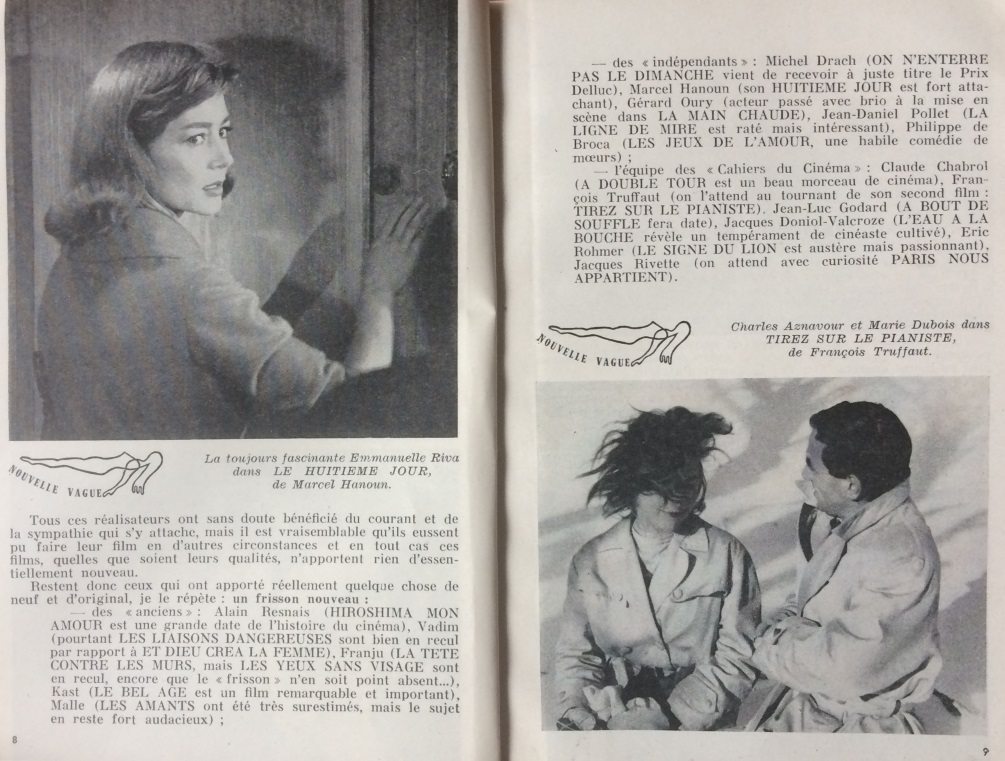 La toujours fascinante Emmanuelle Riva
dans LE HUITIEME JOUR,
de Marcel Hanoun.
NOUVELLE VAGUE
Tous ces réalisateurs ont sans doute bénéficié du courant et de
la sympathie qui s'y attache, mais il est vraisemblable qu'ils eussent
pu faire leur film en d'autres circonstances et en tout cas ces
films, quelles que soient leurs qualités, n'apportent rien d'essen-
tiellement nouveau.
Restent donc ceux qui ont apporté réellement quelque chose de
neuf et d'original, je le répète : un frisson nouveau :
— des « anciens » : Alain Resnais (HIROSHIMA MON
AMOUR est une grande date de l'histoire du cinéma), Vadim
(pourtant LES LIAISONS DANGEREUSES sont bien en recul
par rapport à ET DIEU CREA LA FEMME), Franju (LA TETE
CONTRE LES MURS, mais LES YEUX SANS VISAGE sont
en recul, encore que le « frisson » n'en soit point absent...),
Kast (LE BEL AGE est un film remarquable et important),
Malle (LES AMANTS ont été très surestimés, mais le sujet
en reste fort audacieux) ;
8
— des « indépendants » : Michel Drach (ON N'ENTERRE
PAS LE DIMANCHE vient de recevoir à juste titre le Prix
Delluc), Marcel Hanoun (son HUITIEME JOUR est fort atta-
chant), Gérard Oury (acteur passé avec brio à la mise en
scène dans LA MAIN CHAUDE), Jean-Daniel Pollet (LA
LIGNE DE MIRE est raté mais intéressant), Philippe de
Broca (LES JEUX DE L'AMOUR, une habile comédie de
mœurs) ;
— l'équipe des « Cahiers du Cinéma » : Claude Chabrol
(A DOUBLE TOUR est un beau morceau de cinéma), Fran-
çois Truffaut (on l'attend au tournant de son second film :
TIREZ SUR LE PIANISTE). Jean-Luc Godard (A BOUT DE
SOUFFLE fera date), Jacques Doniol-Valcroze (L'EAU A LA
BOUCHE révèle un tempérament de cinéaste cultivé), Eric
Rohmer (LE SIGNE DU LION est austère mais passionnant),
Jacques Rivette (on attend avec curiosité PARIS NOUS
APPARTIENT).
NOUVELLE VAGUE
Charles Aznavour et Marie Dubois dans
TIREZ SUR LE PIANISTE,
de François Truffaut.
9